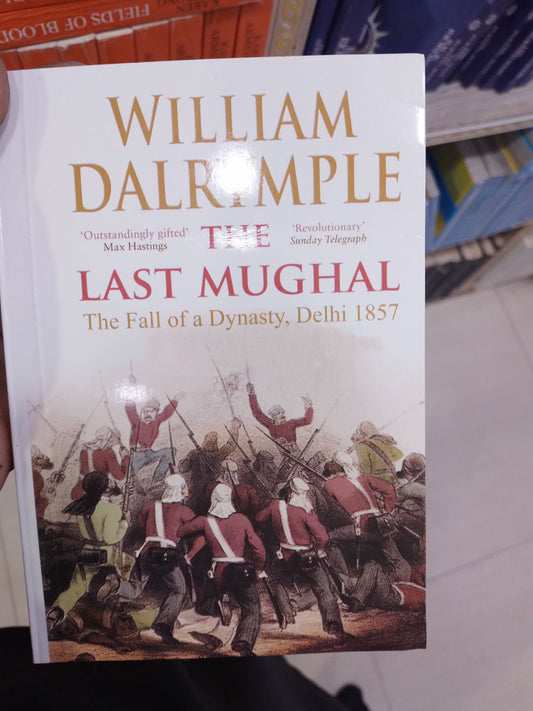 KAREN
FIELDS OF BLOOD
WILLIAM
DALRYMPLE
'Outstandingly gifted'
Max Hastings
THE
'Revolutionary'
Sunday Telegraph
LAST MUGHAL
The Fall of a Dynasty, Delhi 1857